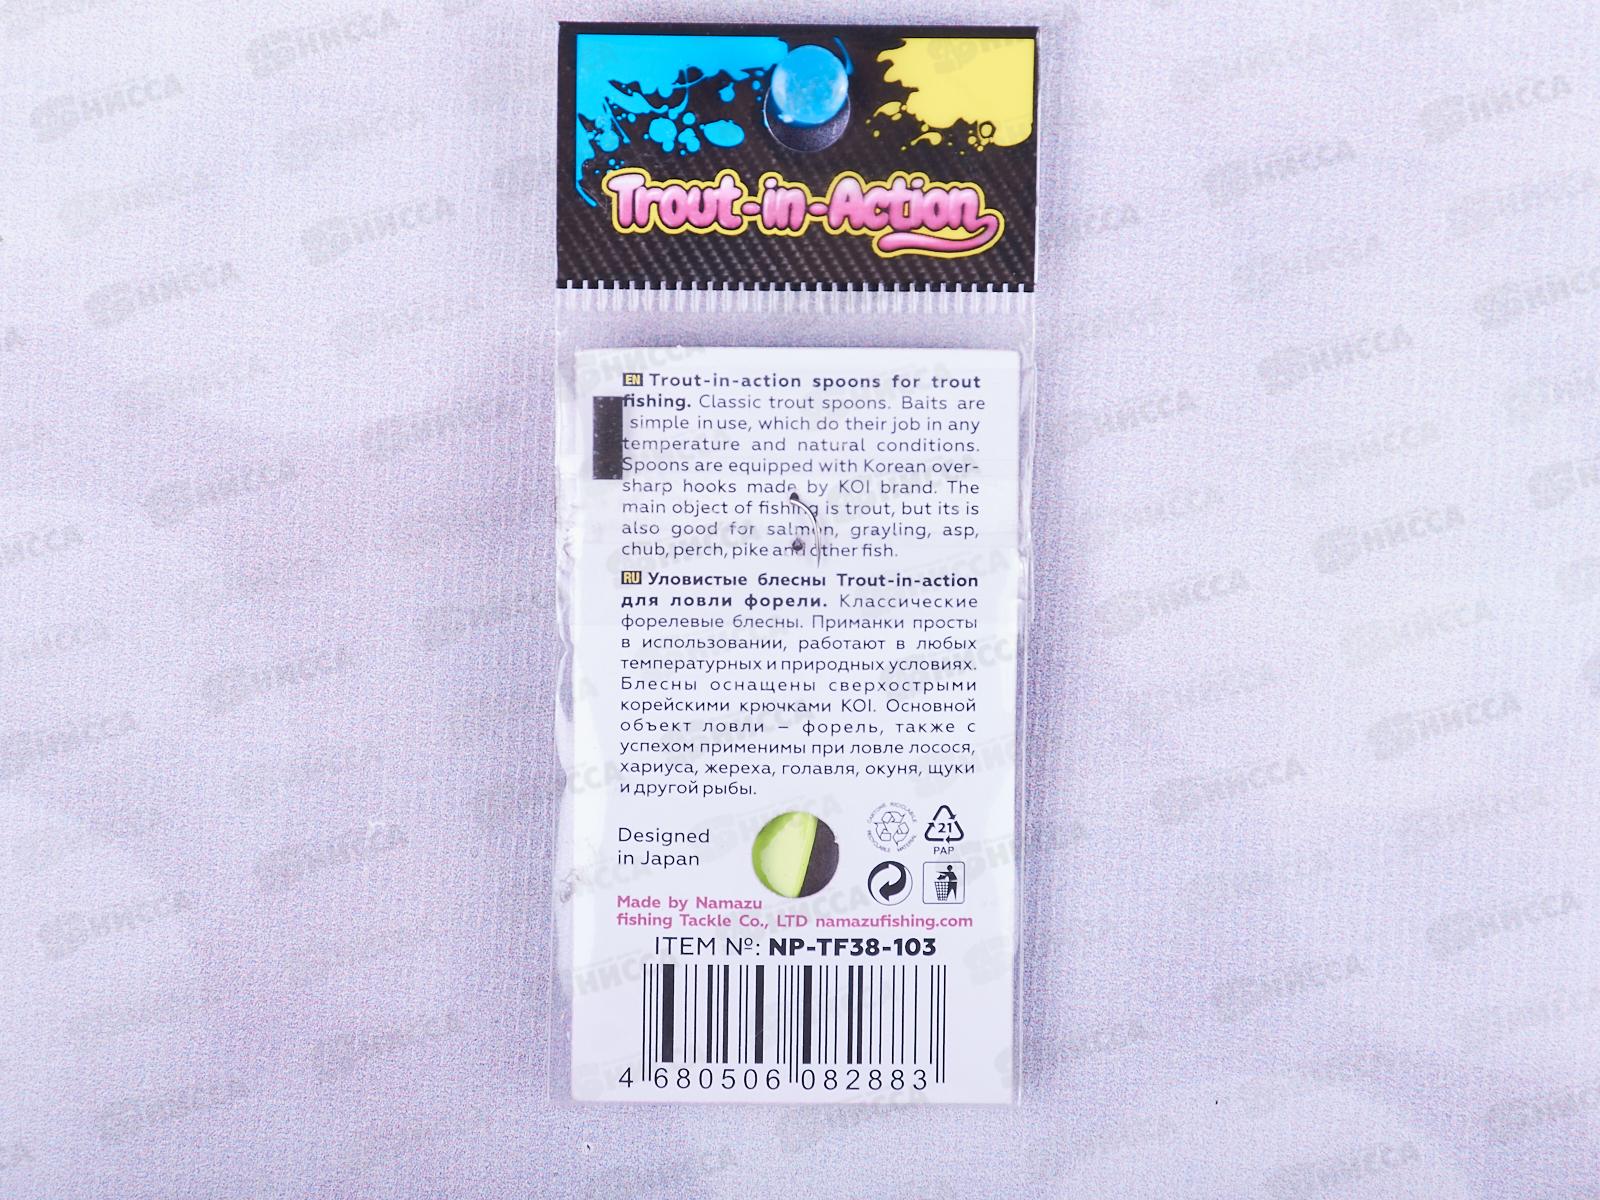 Trout-in-Action
EN Trout-in-action spoons for trout
fishing. Classic trout spoons. Baits are
simple in use, which do their job in any
temperature and natural conditions.
Spoons are equipped with Korean over-
sharp hooks made by KOI brand. The
main object of fishing is trout, but its is
also good for salmon, grayling, asp,
chub, perch, pike and other fish.
RU Уловистые блесны Trout-in-action
для ловли форели. Классические
форелевые блесны. Приманки просты
в использовании, работают в любых
температурных и природных условиях.
Блесны оснащены сверхострыми
корейскими крючками KOI. Основной
объект ловли – форель, также с
успехом применимы при ловле лосося,
хариуса, жереха, голавля, окуня, щуки
и другой рыбы.
Designed
in Japan
21
PAP
Made by Namazu
fishing Tackle Co., LTD namazufishing.com
ITEM №: NP-TF38-103
4 680506 082883
НИССА